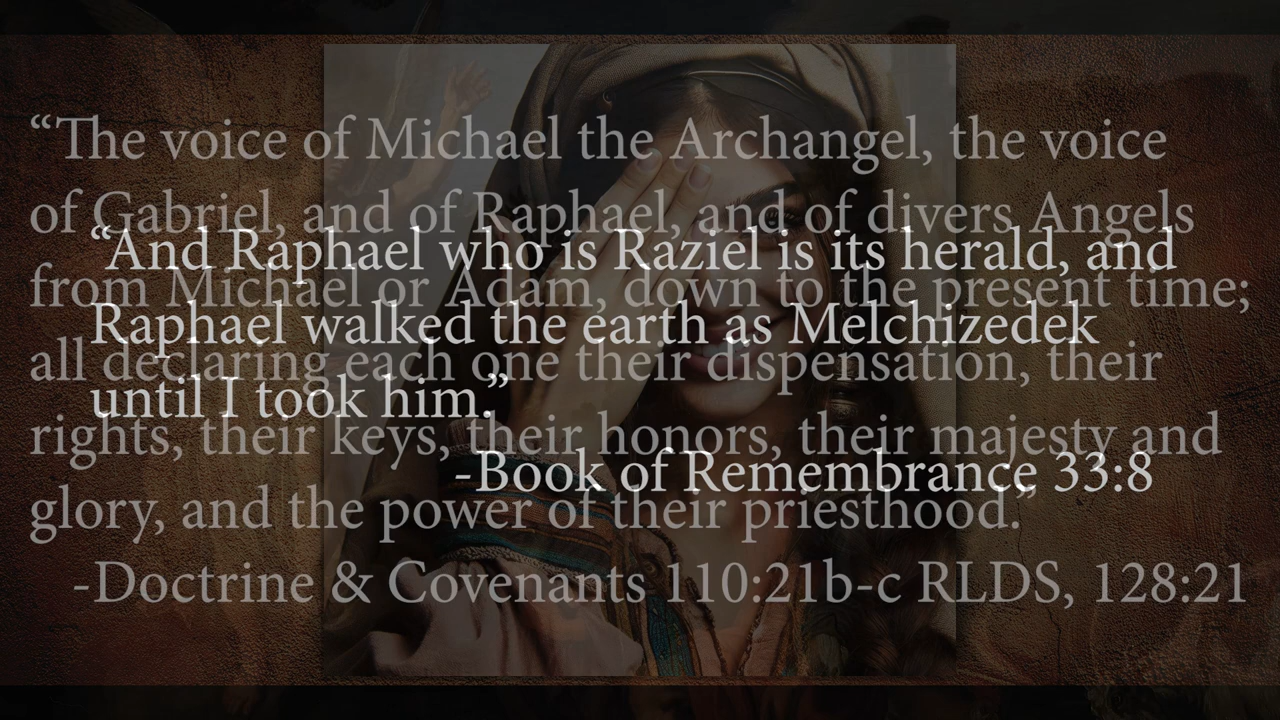 “The voice of Michael the Archangel, the voice
of Gabriel, and of Raphael, and of divers Angels
from Michael or Adam, down to the present time;
all declaring each one their dispensation, their
rights, their keys, their honors, their majesty and
glory, and the power of their priesthood.”
-Doctrine & Covenants 110:21b-c RLDS, 128:21
“And Raphael who is Raziel is its herald, and
Raphael walked the earth as Melchizedek
until I took him.”
-Book of Remembrance 33:8